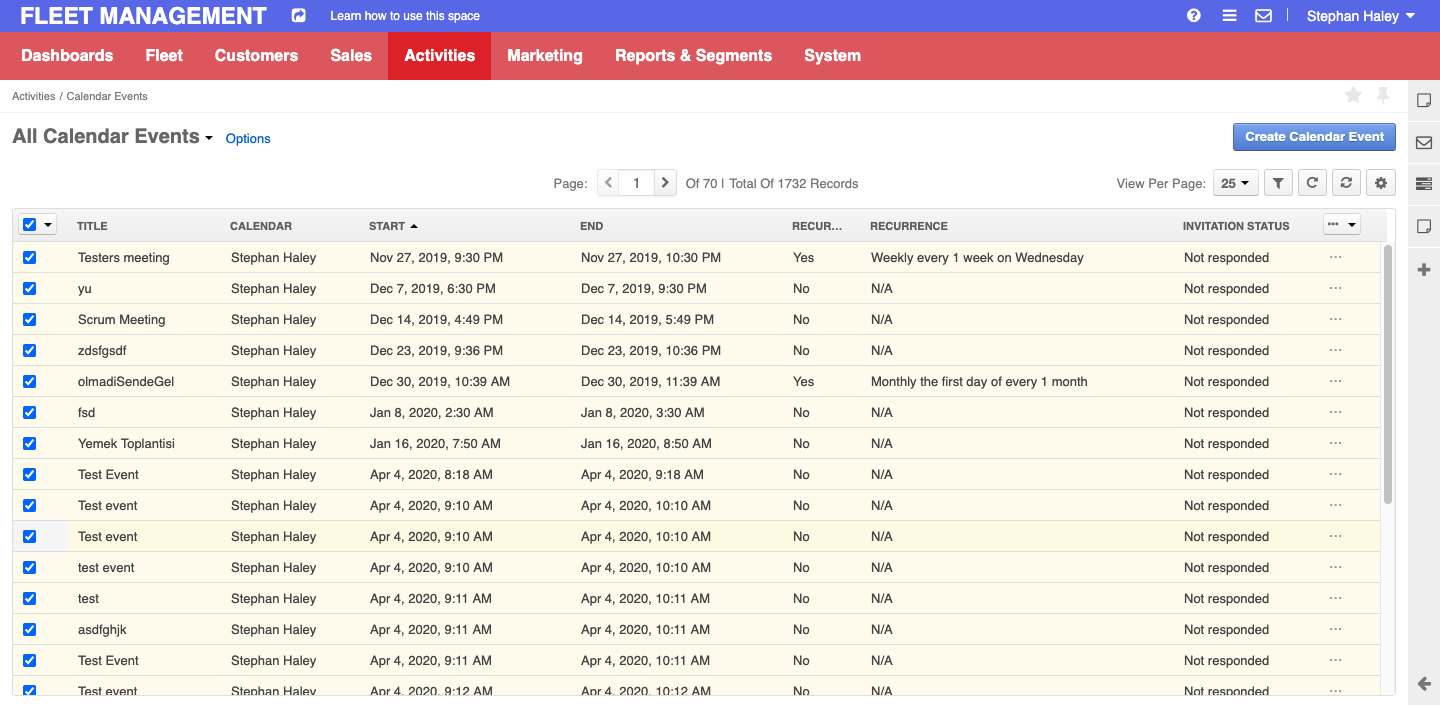 FLEET MANAGEMENT Learn how to use this space Stephan Haley
Dashboards Fleet Customers Sales Activities Marketing Reports & Segments System
Activities / Calendar Events
All Calendar Events Options Create Calendar Event
Page: 1 Of 70 | Total Of 1732 Records View Per Page: 25
TITLE CALENDAR START END RECUR... RECURRENCE INVITATION STATUS
Testers meeting Stephan Haley Nov 27, 2019, 9:30 PM Nov 27, 2019, 10:30 PM Yes Weekly every 1 week on Wednesday Not responded
yu Stephan Haley Dec 7, 2019, 6:30 PM Dec 7, 2019, 9:30 PM No N/A Not responded
Scrum Meeting Stephan Haley Dec 14, 2019, 4:49 PM Dec 14, 2019, 5:49 PM No N/A Not responded
zdsfgsdf Stephan Haley Dec 23, 2019, 9:36 PM Dec 23, 2019, 10:36 PM No N/A Not responded
olmadiSendeGel Stephan Haley Dec 30, 2019, 10:39 AM Dec 30, 2019, 11:39 AM Yes Monthly the first day of every 1 month Not responded
fsd Stephan Haley Jan 8, 2020, 2:30 AM Jan 8, 2020, 3:30 AM No N/A Not responded
Yemek Toplantisi Stephan Haley Jan 16, 2020, 7:50 AM Jan 16, 2020, 8:50 AM No N/A Not responded
Test Event Stephan Haley Apr 4, 2020, 8:18 AM Apr 4, 2020, 9:18 AM No N/A Not responded
Test event Stephan Haley Apr 4, 2020, 9:10 AM Apr 4, 2020, 10:10 AM No N/A Not responded
Test event Stephan Haley Apr 4, 2020, 9:10 AM Apr 4, 2020, 10:10 AM No N/A Not responded
test event Stephan Haley Apr 4, 2020, 9:10 AM Apr 4, 2020, 10:10 AM No N/A Not responded
test Stephan Haley Apr 4, 2020, 9:11 AM Apr 4, 2020, 10:11 AM No N/A Not responded
asdfghjk Stephan Haley Apr 4, 2020, 9:11 AM Apr 4, 2020, 10:11 AM No N/A Not responded
Test Event Stephan Haley Apr 4, 2020, 9:11 AM Apr 4, 2020, 10:11 AM No N/A Not responded
Test event Stephan Haley Apr 4, 2020, 9:12 AM Apr 4, 2020, 10:12 AM No N/A Not responded